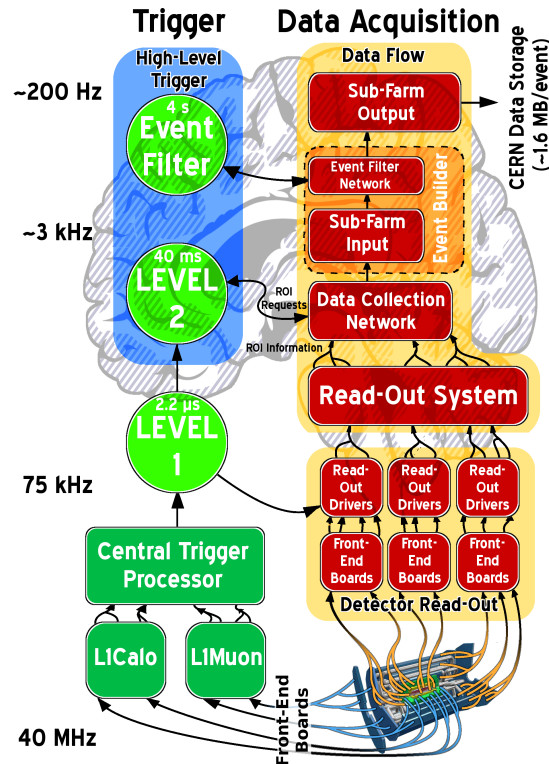 Trigger
Data Acquisition
High-Level
Trigger
Data Flow
~200 Hz
4 s
Event
Filter
Sub-Farm
Output
CERN Data Storage
(~1.6 MB/event)
Event Filter
Network
Event Builder
~3 kHz
Sub-Farm
Input
40 ms
LEVEL
2
ROI
Requests
Data Collection
Network
ROI Information
2.2 µs
LEVEL
1
Read-Out System
75 kHz
Read-
Out
Drivers
Read-
Out
Drivers
Read-
Out
Drivers
Central Trigger
Processor
Front-
End
Boards
Front-
End
Boards
Front-
End
Boards
Detector Read-Out
L1Calo
L1Muon
Front-End
Boards
40 MHz